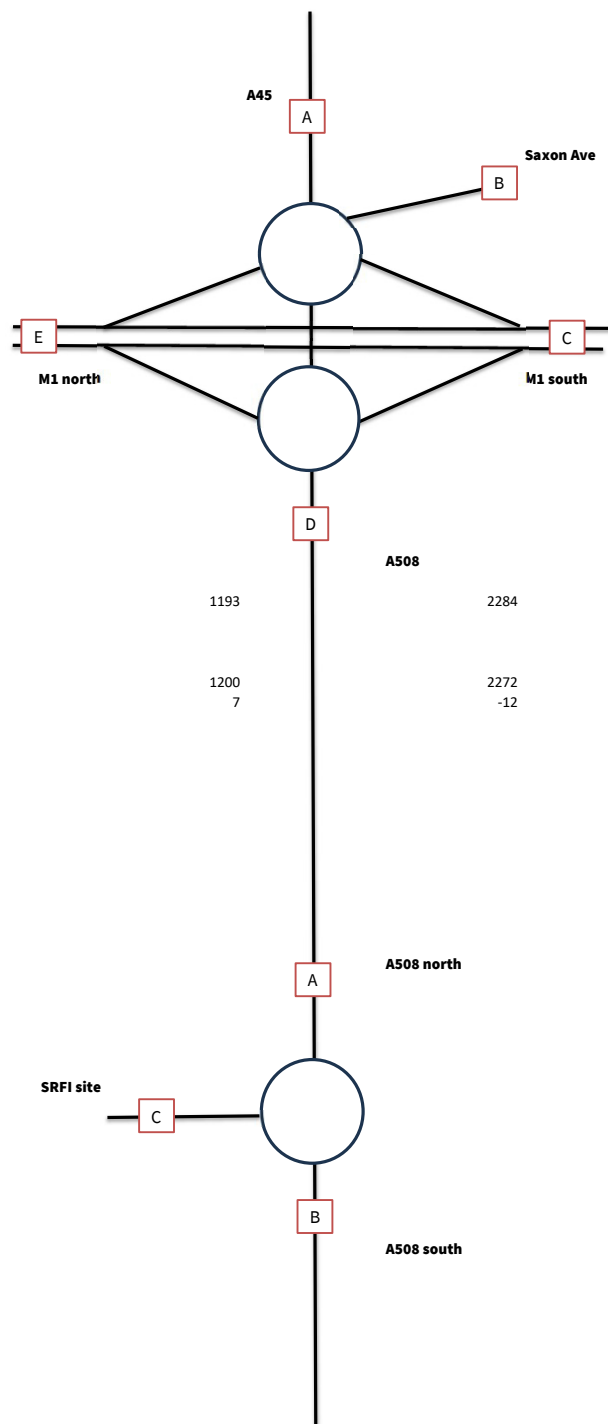 A45
A
Saxon Ave
B
E
C
M1 north
M1 south
D
A508
1193 2284
1200 2272
7 -12
A
A508 north
SRFI site
C
B
A508 south